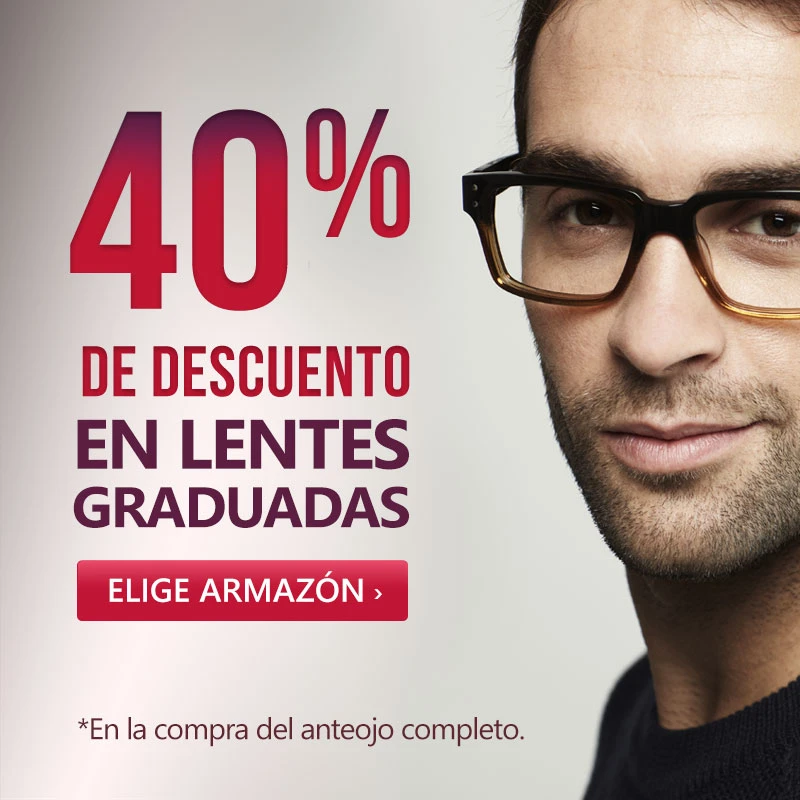 40%
DE DESCUENTO
EN LENTES
GRADUADAS
ELIGE ARMAZÓN ›
*En la compra del anteojo completo.